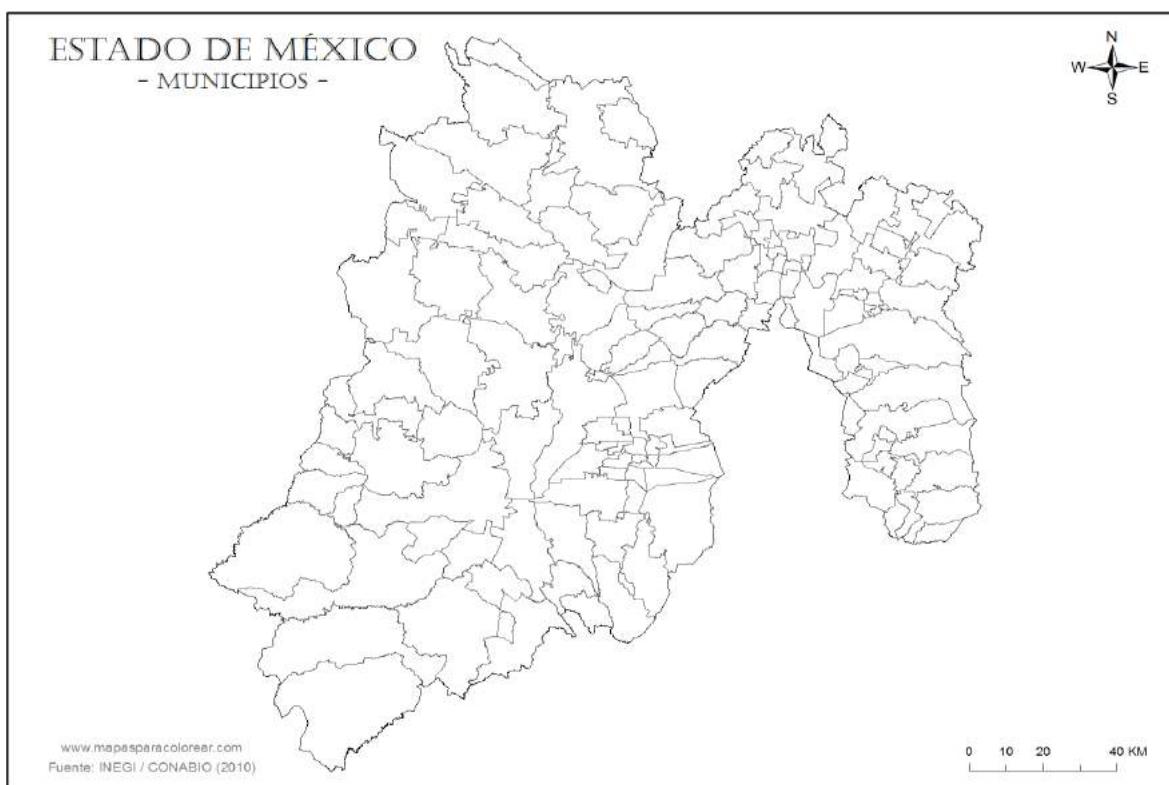 ESTADO DE MÉXICO
- MUNICIPIOS -
N
W E
S
www.mapasparacolorear.com
Fuente: INEGI / CONABIO (2010)
0 10 20 40 KM